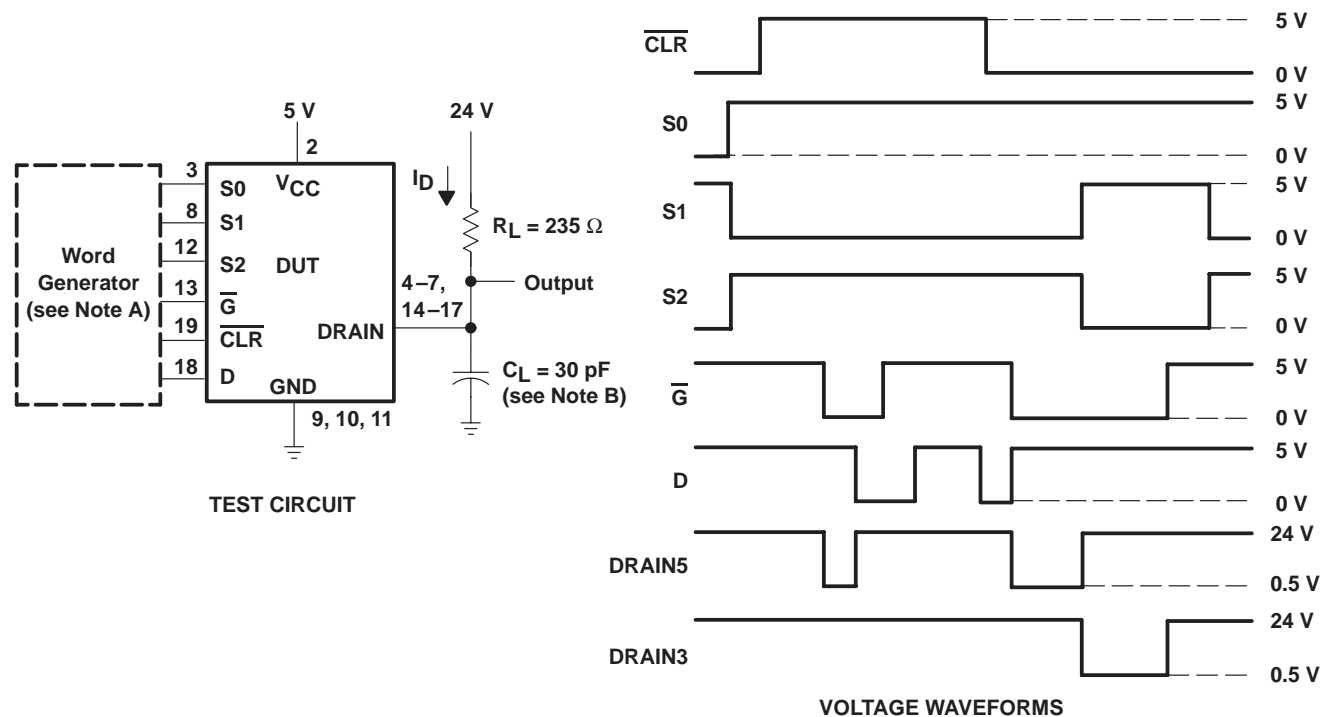 5 V
24 V
2
3
S0
VCC
ID
8
S1
RL = 235 Ω
12
S2
DUT
Word
Generator
(see Note A)
4–7,
14–17
Output
13
G
19
CLR
DRAIN
18
D
CL = 30 pF
(see Note B)
GND
9, 10, 11
TEST CIRCUIT
CLR
5 V
0 V
S0
5 V
0 V
S1
5 V
0 V
S2
5 V
0 V
G
5 V
0 V
D
5 V
0 V
DRAIN5
24 V
0.5 V
DRAIN3
24 V
0.5 V
VOLTAGE WAVEFORMS